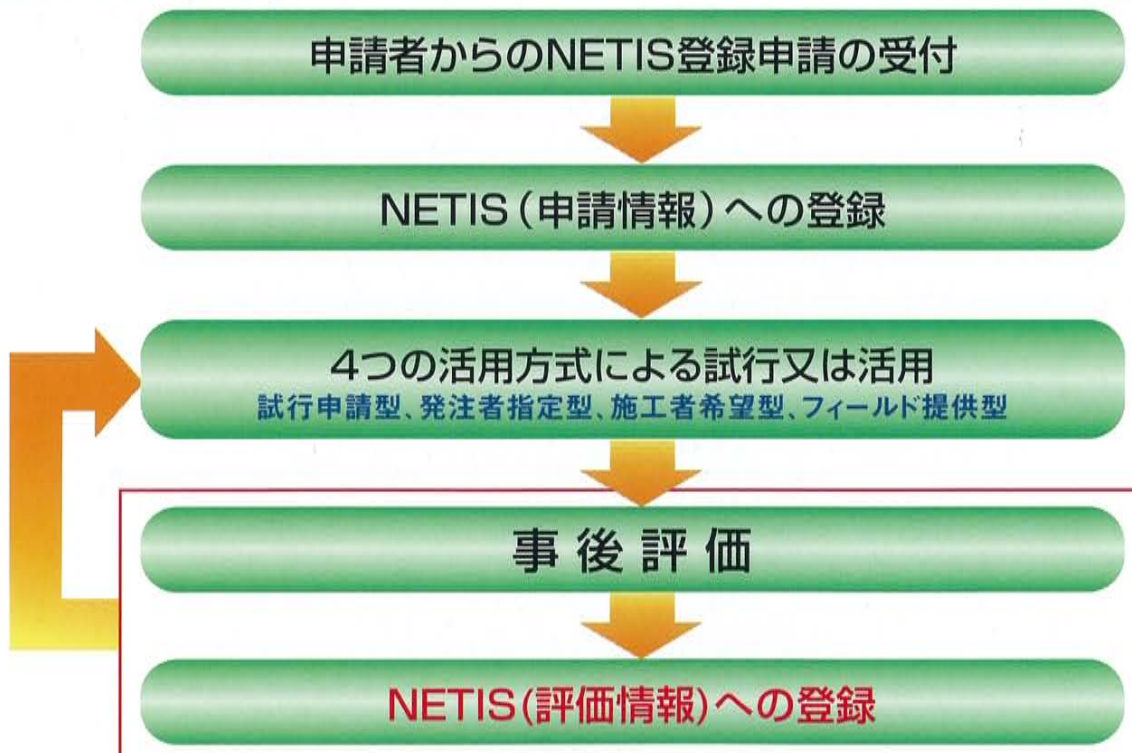 申請者からのNETIS登録申請の受付
NETIS(申請情報)への登録
4つの活用方式による試行又は活用
試行申請型、発注者指定型、施工者希望型、フィールド提供型
事後評価
NETIS(評価情報)への登録